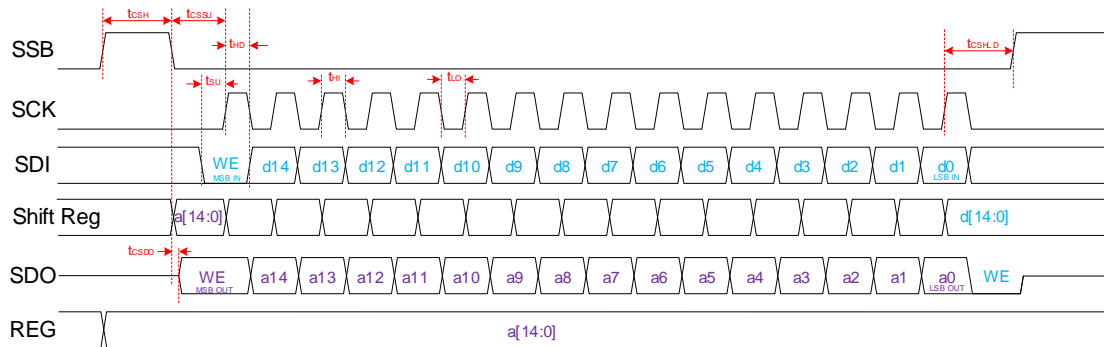 tCSH tCSSU
SSB tHD tCSHLD
tSU tHI tLO
SCK
SDI WE d14 d13 d12 d11 d10 d9 d8 d7 d6 d5 d4 d3 d2 d1 d0
MSB IN LSB IN
Shift Reg a[14:0] d[14:0]
tCSDO
SDO WE a14 a13 a12 a11 a10 a9 a8 a7 a6 a5 a4 a3 a2 a1 a0 WE
MSB OUT LSB OUT
REG a[14:0]